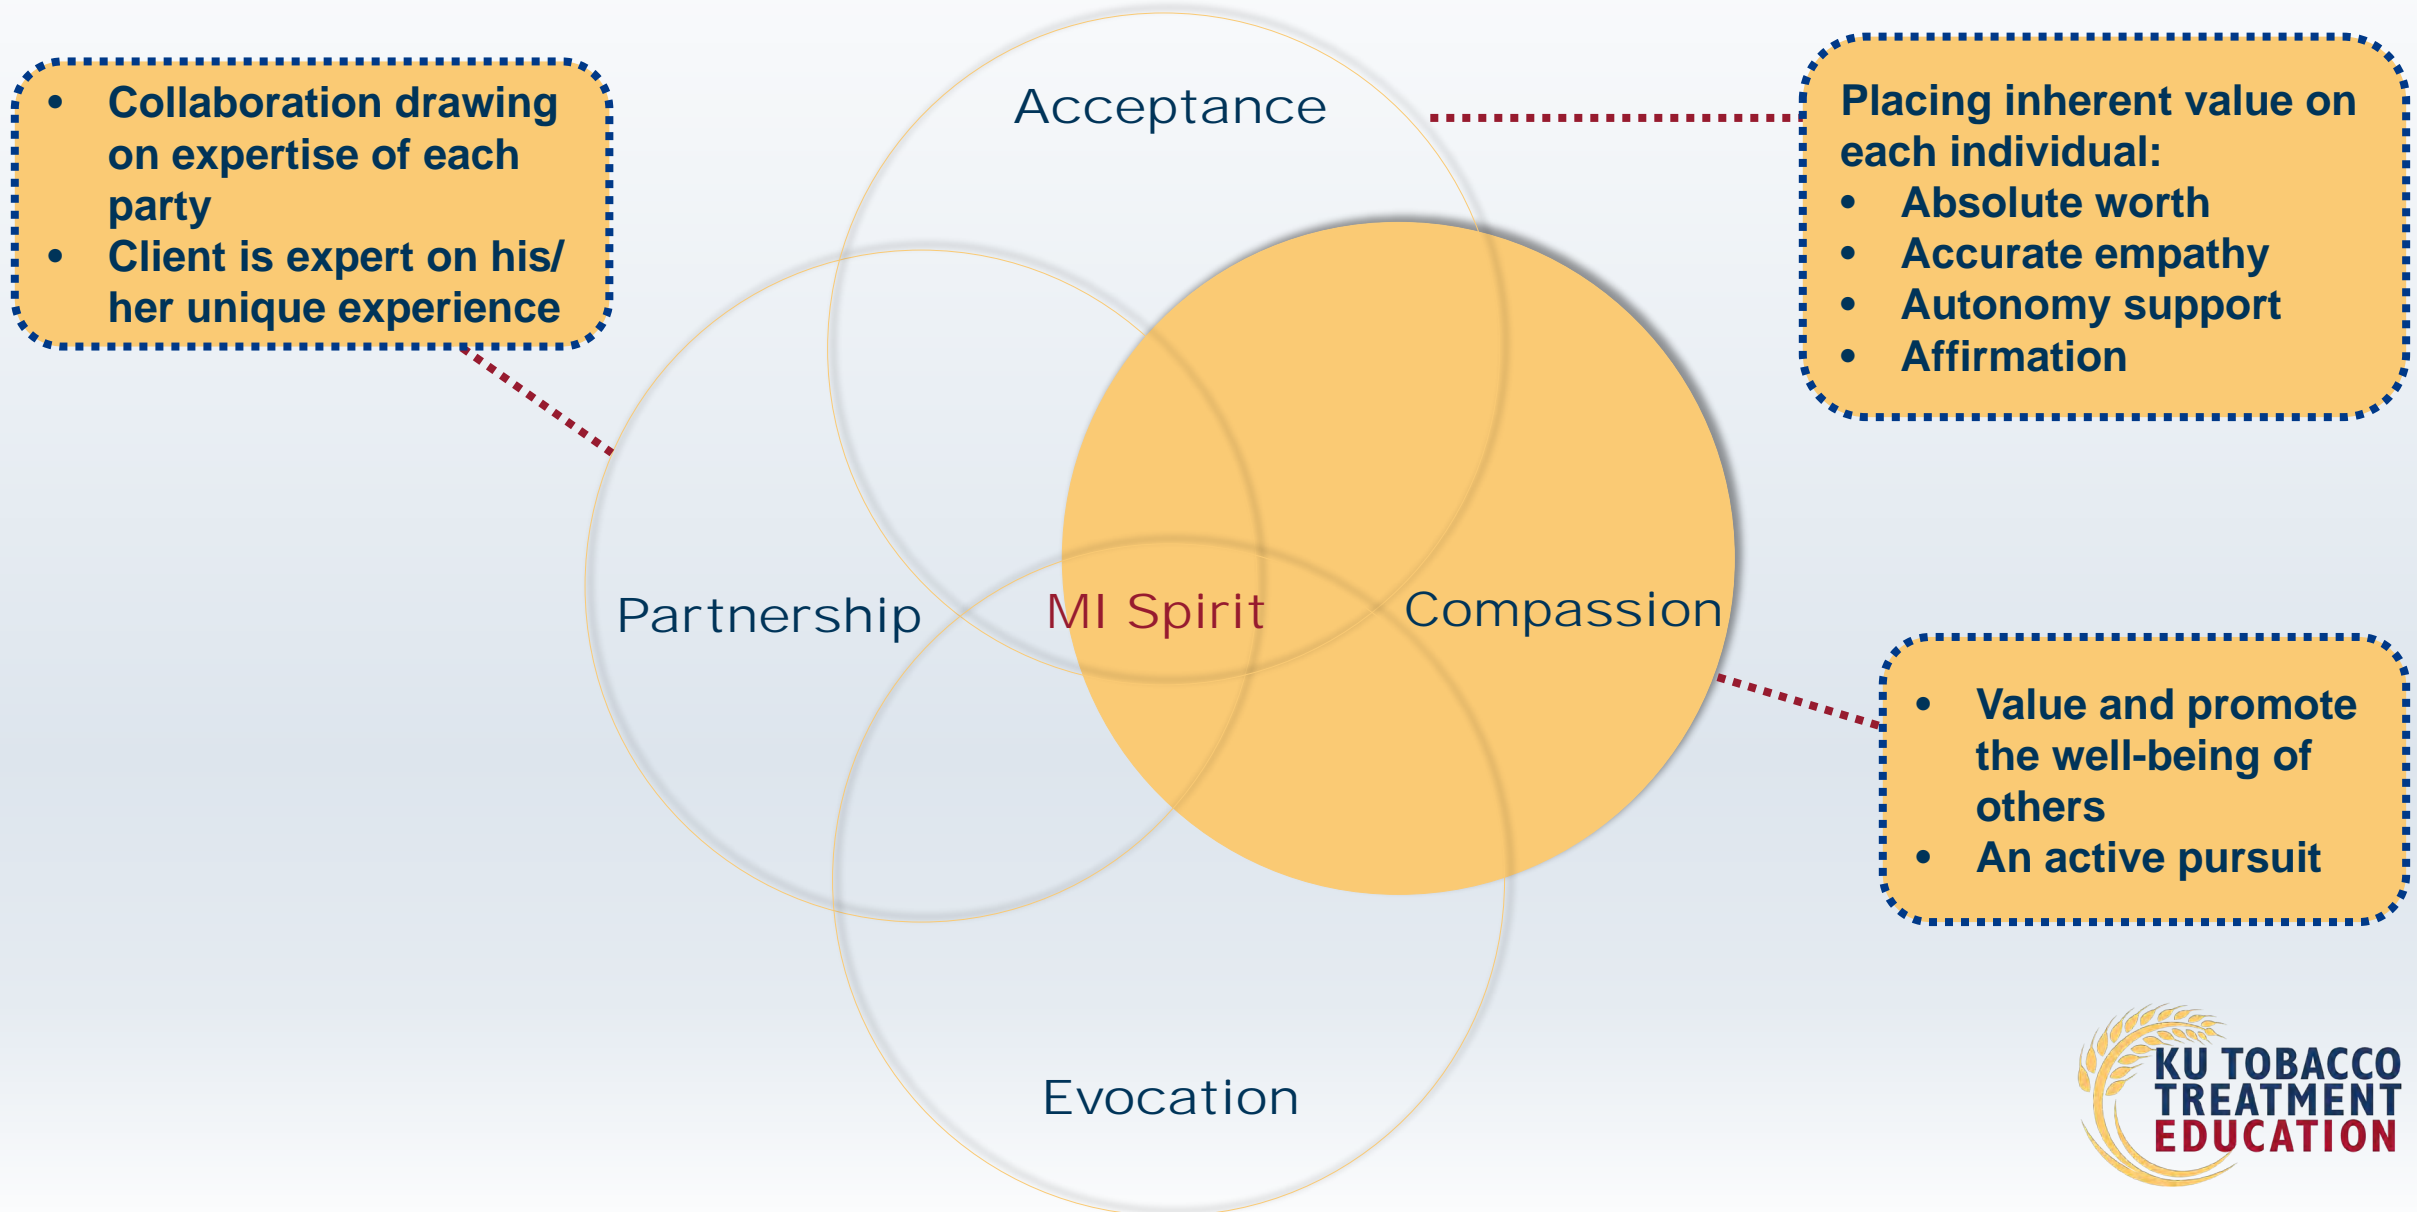 • Collaboration drawing
on expertise of each
party
• Client is expert on his/
her unique experience
Acceptance
Placing inherent value on
each individual:
• Absolute worth
• Accurate empathy
• Autonomy support
• Affirmation
Partnership
MI Spirit
Compassion
• Value and promote
the well-being of
others
• An active pursuit
Evocation
KU TOBACCO
TREATMENT
EDUCATION